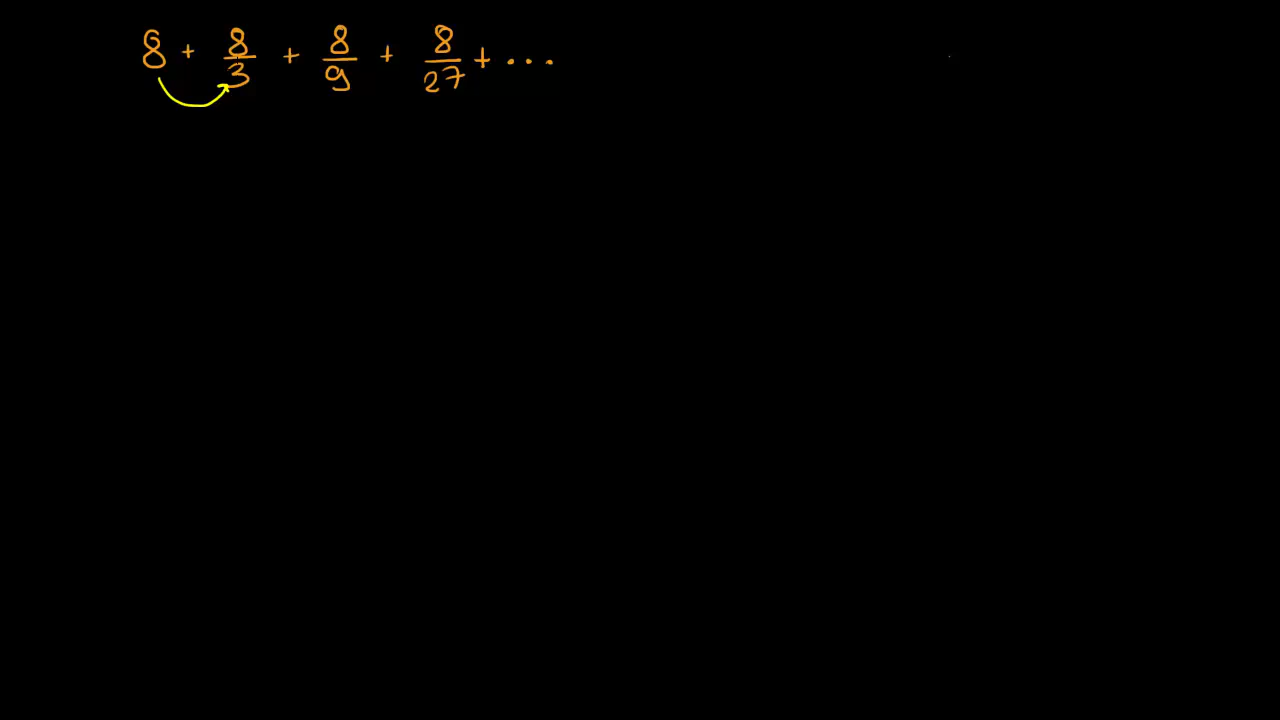 8 + 8/3 + 8/9 + 8/27 + ...